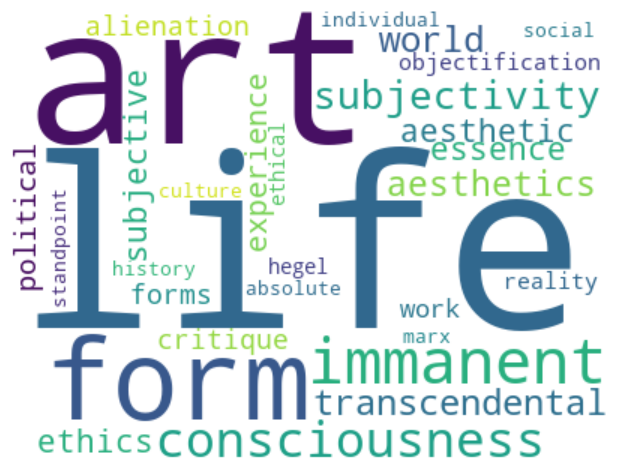 alienation
individual
social
art
world
objectification
subjectivity
subjective
experience
ethical
aesthetic
essence
aesthetics
political
standpoint
culture
life
history
hegel
reality
forms
absolute
work
critique
marx
form
immanent
transcendental
ethics
consciousness